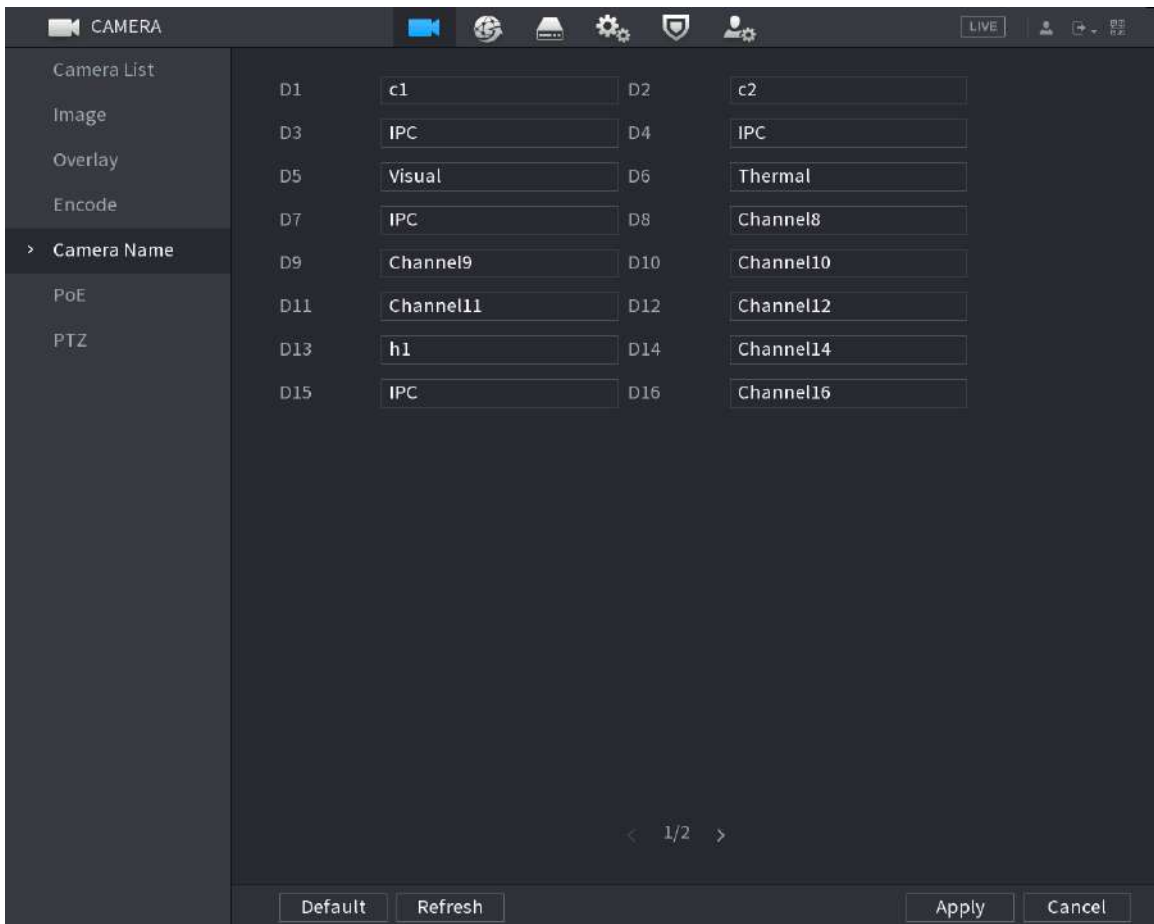 CAMERA LIVE
Camera List
Image
Overlay
Encode
> Camera Name
PoE
PTZ
D1 c1 D2 c2
D3 IPC D4 IPC
D5 Visual D6 Thermal
D7 IPC D8 Channel8
D9 Channel9 D10 Channel10
D11 Channel11 D12 Channel12
D13 h1 D14 Channel14
D15 IPC D16 Channel16
< 1/2 >
Default Refresh Apply Cancel